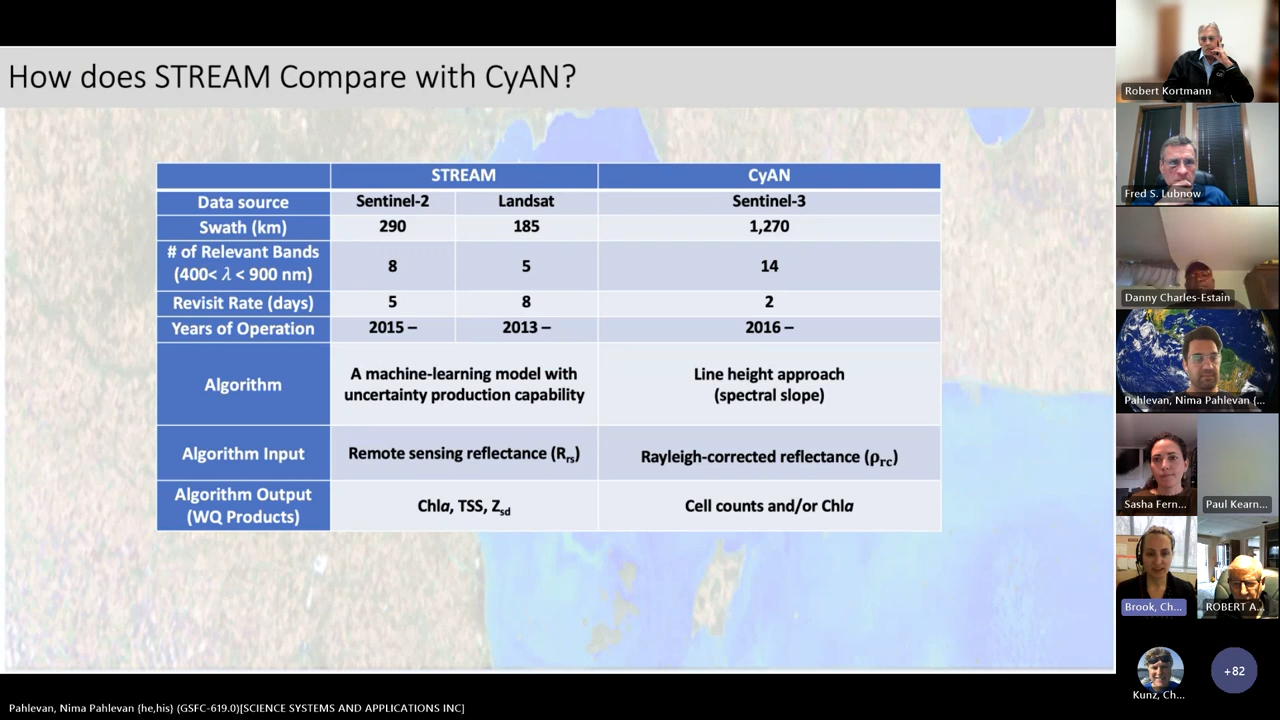 How does STREAM Compare with CyAN?
STREAM CyAN
Data source Sentinel-2 Landsat Sentinel-3
Swath (km) 290 185 1,270
# of Relevant Bands
(400< λ < 900 nm) 8 5 14
Revisit Rate (days) 5 8 2
Years of Operation 2015 – 2013 – 2016 –
Algorithm
A machine-learning model with
uncertainty production capability
Line height approach
(spectral slope)
Algorithm Input Remote sensing reflectance (Rrs) Rayleigh-corrected reflectance (ρrc)
Algorithm Output
(WQ Products) Chla, TSS, Zsd Cell counts and/or Chla
Robert Kortmann
Fred S. Lubnow
Danny Charles-Estain
Pahlevan, Nima Pahlevan (...
Sasha Fern... Paul Kearn...
Brook, Ch... ROBERT A...
Kunz, Ch... +82
Pahlevan, Nima Pahlevan (he,his) (GSFC-619.0)[SCIENCE SYSTEMS AND APPLICATIONS INC]